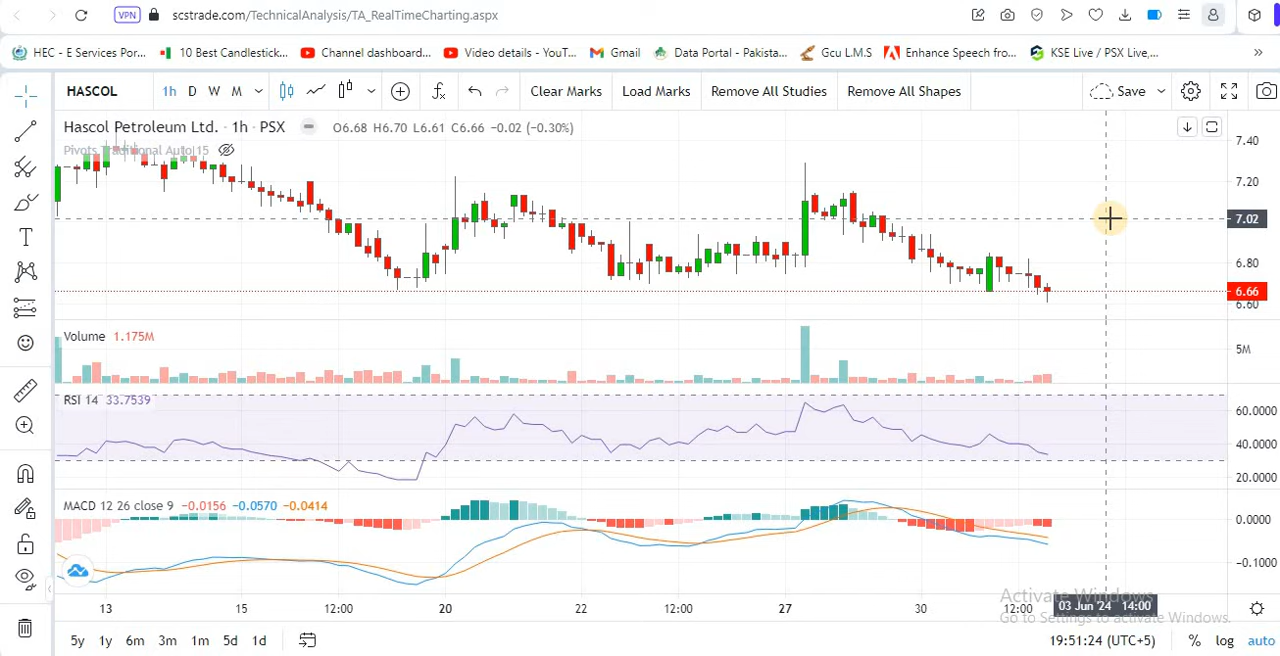 VPN scstrade.com/TechnicalAnalysis/TA_RealTimeCharting.aspx
HEC - E Services Por... 10 Best Candlestick... Channel dashboard... Video details - YouT... Gmail Data Portal - Pakista... Gcu L.M.S Enhance Speech fro... KSE Live / PSX Live,... »
HASCOL 1h D W M Clear Marks Load Marks Remove All Studies Remove All Shapes Save
Hascol Petroleum Ltd. · 1h · PSX O6.68 H6.70 L6.61 C6.66 −0.02 (−0.30%)
Pivots Traditional Auto 15
7.40
7.20
7.02
6.80
6.66
6.60
Volume 1.175M
5M
RSI 14 33.7539
60.0000
40.0000
20.0000
MACD 12 26 close 9 −0.0156 −0.0570 −0.0414
0.0000
−0.1000
Activate Windows
13 15 12:00 20 22 12:00 27 30 12:00 03 Jun '24 14:00
Go to Settings to activate Windows.
5y 1y 6m 3m 1m 5d 1d 19:51:24 (UTC+5) % log auto